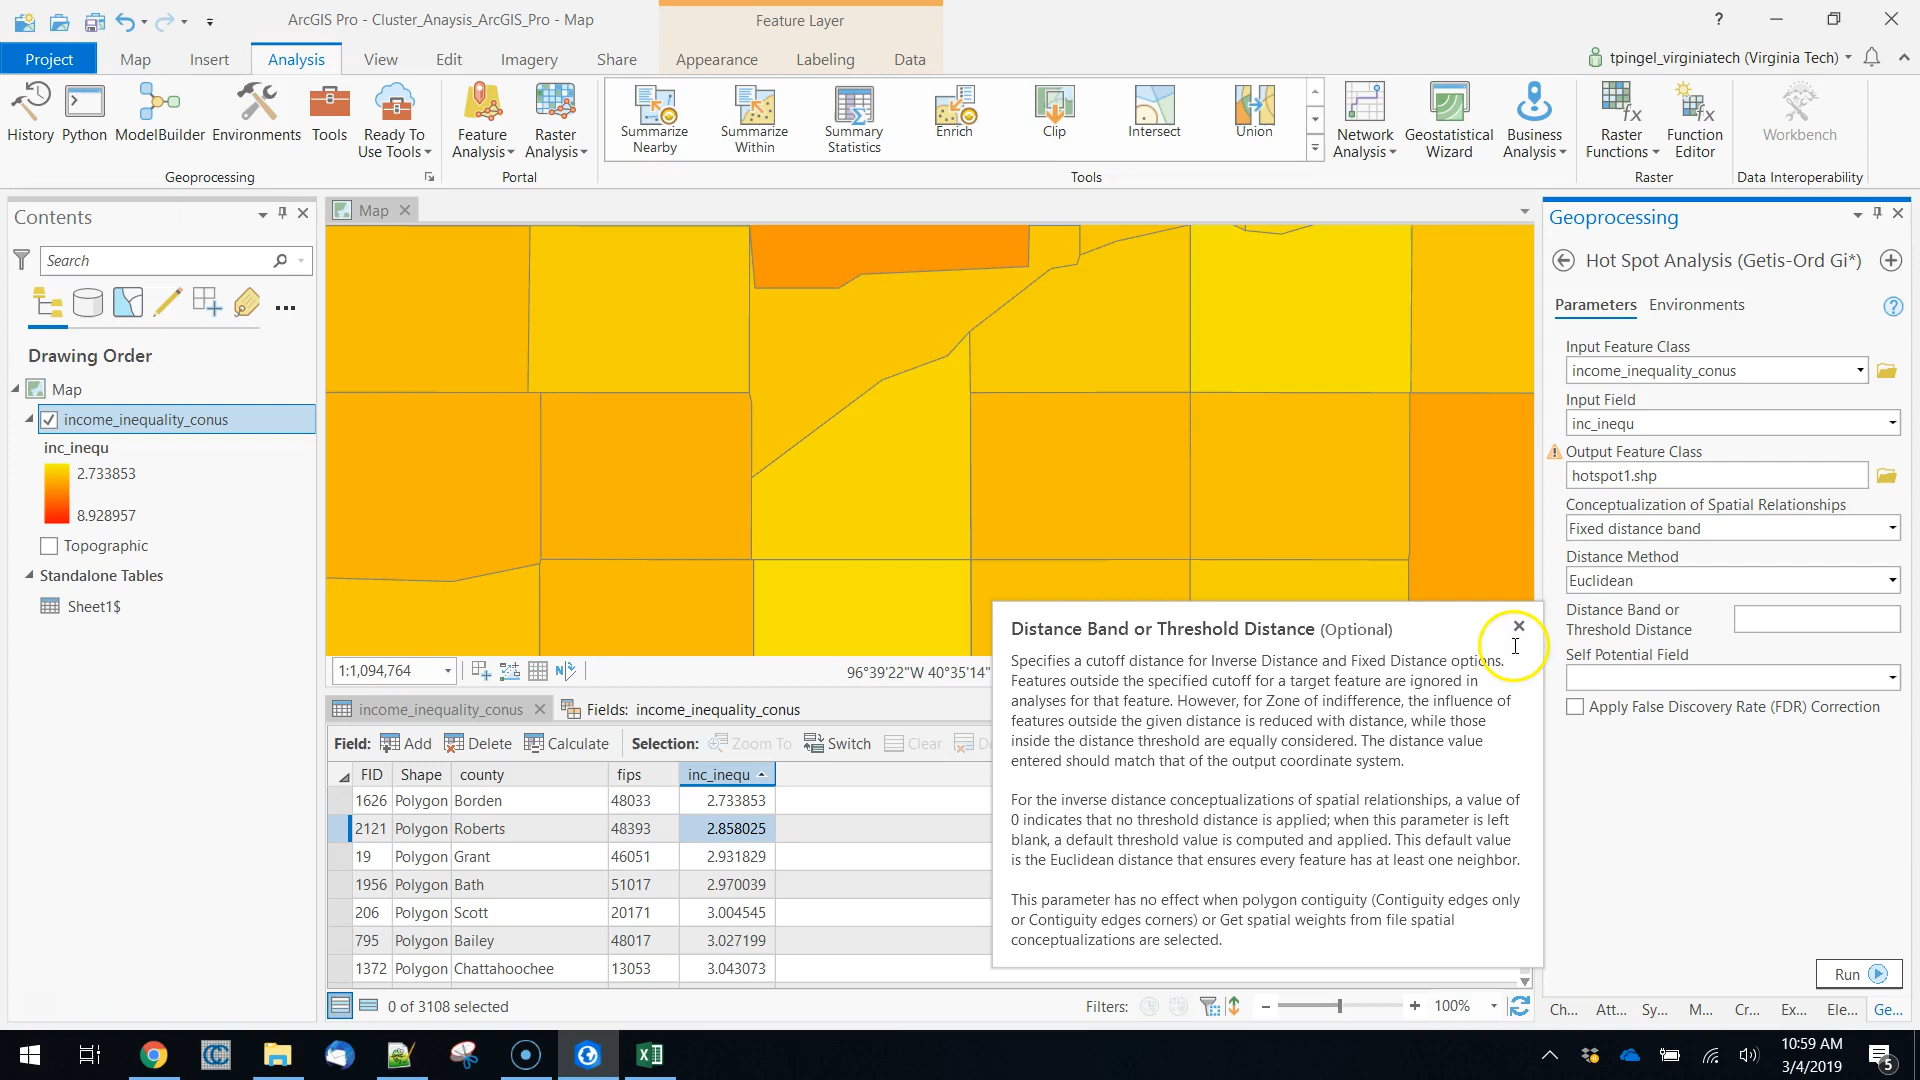 ArcGIS Pro - Cluster_Anaysis_ArcGIS_Pro - Map
Feature Layer
?
Project
Map
Insert
Analysis
View
Edit
Imagery
Share
Appearance
Labeling
Data
tpingel_virginiatech (Virginia Tech)
History
Python
ModelBuilder
Environments
Tools
Ready To
Use Tools
Feature
Analysis
Raster
Analysis
Summarize
Nearby
Summarize
Within
Summary
Statistics
Enrich
Clip
Intersect
Union
Network
Analysis
Geostatistical
Wizard
Business
Analysis
Raster
Functions
Function
Editor
Workbench
Geoprocessing
Portal
Tools
Raster
Data Interoperability
Contents
Search
Drawing Order
Map
income_inequality_conus
inc_inequ
2.733853
8.928957
Topographic
Standalone Tables
Sheet1$
Map
1:1,094,764
96°39'22"W 40°35'14"
income_inequality_conus
Fields: income_inequality_conus
Field: Add Delete Calculate Selection: Zoom To Switch Clear De
FID Shape county fips inc_inequ
1626 Polygon Borden 48033 2.733853
2121 Polygon Roberts 48393 2.858025
19 Polygon Grant 46051 2.931829
1956 Polygon Bath 51017 2.970039
206 Polygon Scott 20171 3.004545
795 Polygon Bailey 48017 3.027199
1372 Polygon Chattahoochee 13053 3.043073
0 of 3108 selected
Filters:
100%
Distance Band or Threshold Distance (Optional)
Specifies a cutoff distance for Inverse Distance and Fixed Distance options.
Features outside the specified cutoff for a target feature are ignored in
analyses for that feature. However, for Zone of indifference, the influence of
features outside the given distance is reduced with distance, while those
inside the distance threshold are equally considered. The distance value
entered should match that of the output coordinate system.
For the inverse distance conceptualizations of spatial relationships, a value of
0 indicates that no threshold distance is applied; when this parameter is left
blank, a default threshold value is computed and applied. This default value
is the Euclidean distance that ensures every feature has at least one neighbor.
This parameter has no effect when polygon contiguity (Contiguity edges only
or Contiguity edges corners) or Get spatial weights from file spatial
conceptualizations are selected.
Geoprocessing
Hot Spot Analysis (Getis-Ord Gi*)
Parameters
Environments
?
Input Feature Class
income_inequality_conus
Input Field
inc_inequ
Output Feature Class
hotspot1.shp
Conceptualization of Spatial Relationships
Fixed distance band
Distance Method
Euclidean
Distance Band or
Threshold Distance
Self Potential Field
Apply False Discovery Rate (FDR) Correction
Run
Ch... Att... Sy... M... Cr... Ex... Ele... Ge...
10:59 AM
3/4/2019
5